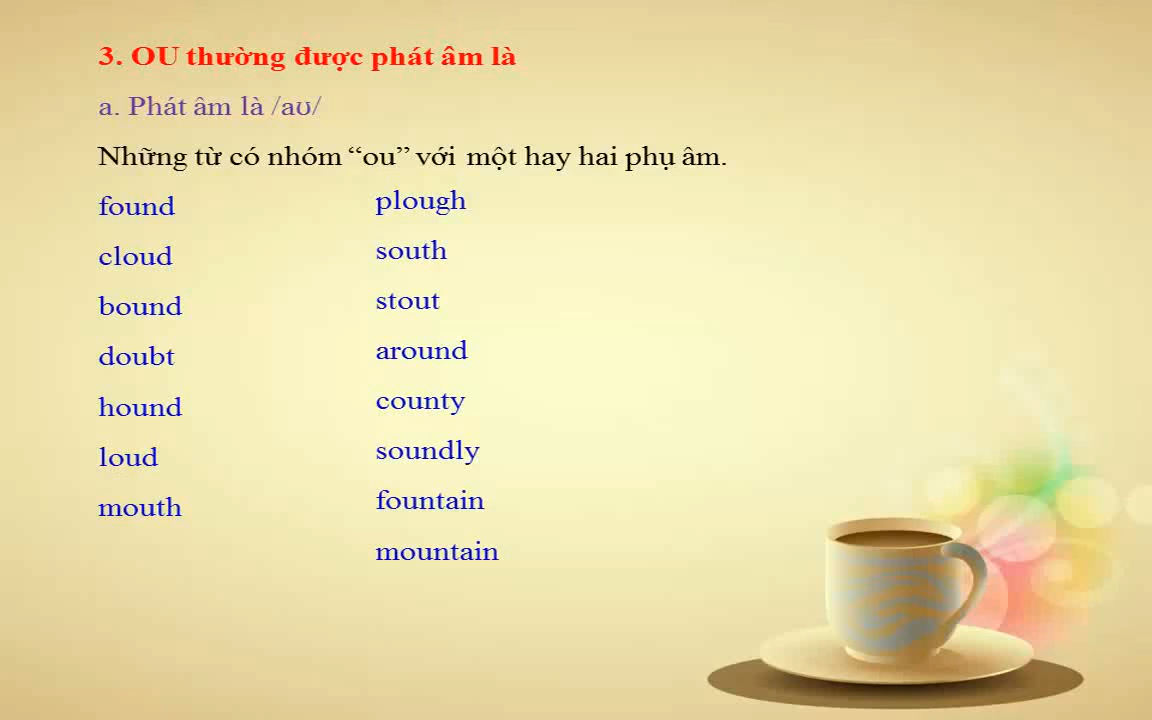 3. OU thường được phát âm là
a. Phát âm là /aʊ/
Những từ có nhóm “ou” với một hay hai phụ âm.
found
cloud
bound
doubt
hound
loud
mouth
plough
south
stout
around
county
soundly
fountain
mountain